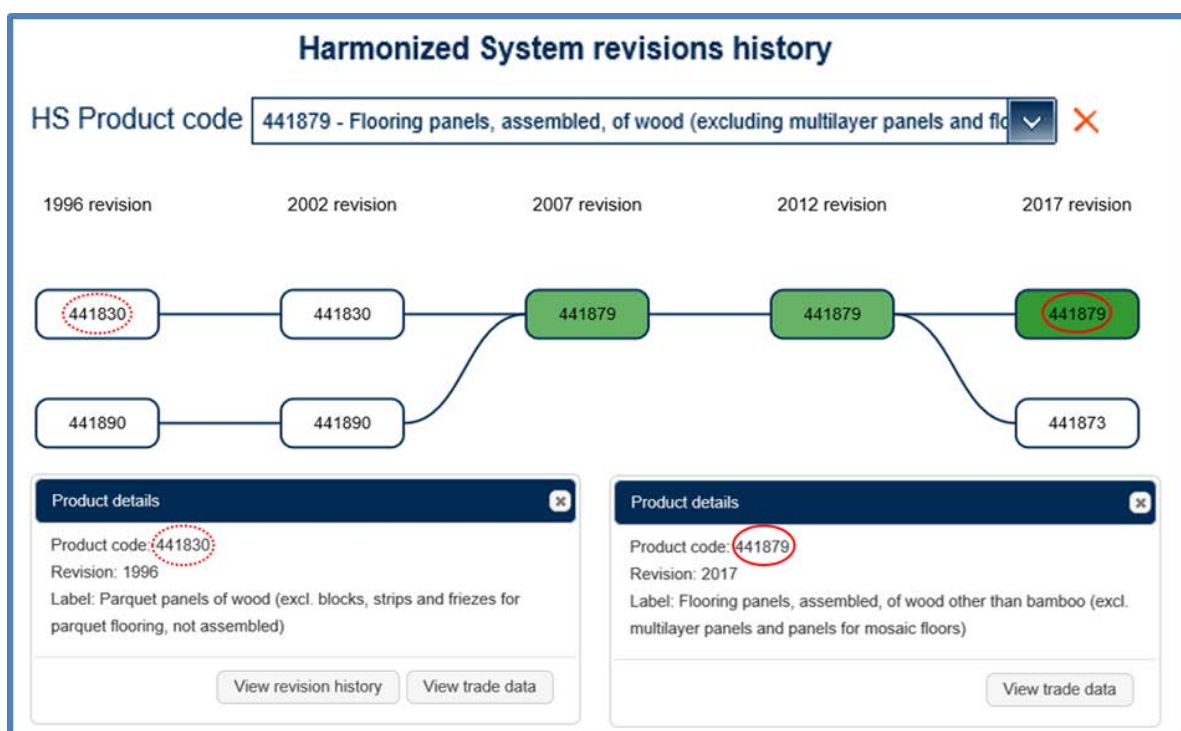 Harmonized System revisions history
HS Product code
441879 - Flooring panels, assembled, of wood (excluding multilayer panels and flo
1996 revision
2002 revision
2007 revision
2012 revision
2017 revision
441830
441830
441879
441879
441879
441890
441890
441873
Product details
Product code: 441830
Revision: 1996
Label: Parquet panels of wood (excl. blocks, strips and friezes for
parquet flooring, not assembled)
View revision history
View trade data
Product details
Product code: 441879
Revision: 2017
Label: Flooring panels, assembled, of wood other than bamboo (excl.
multilayer panels and panels for mosaic floors)
View trade data